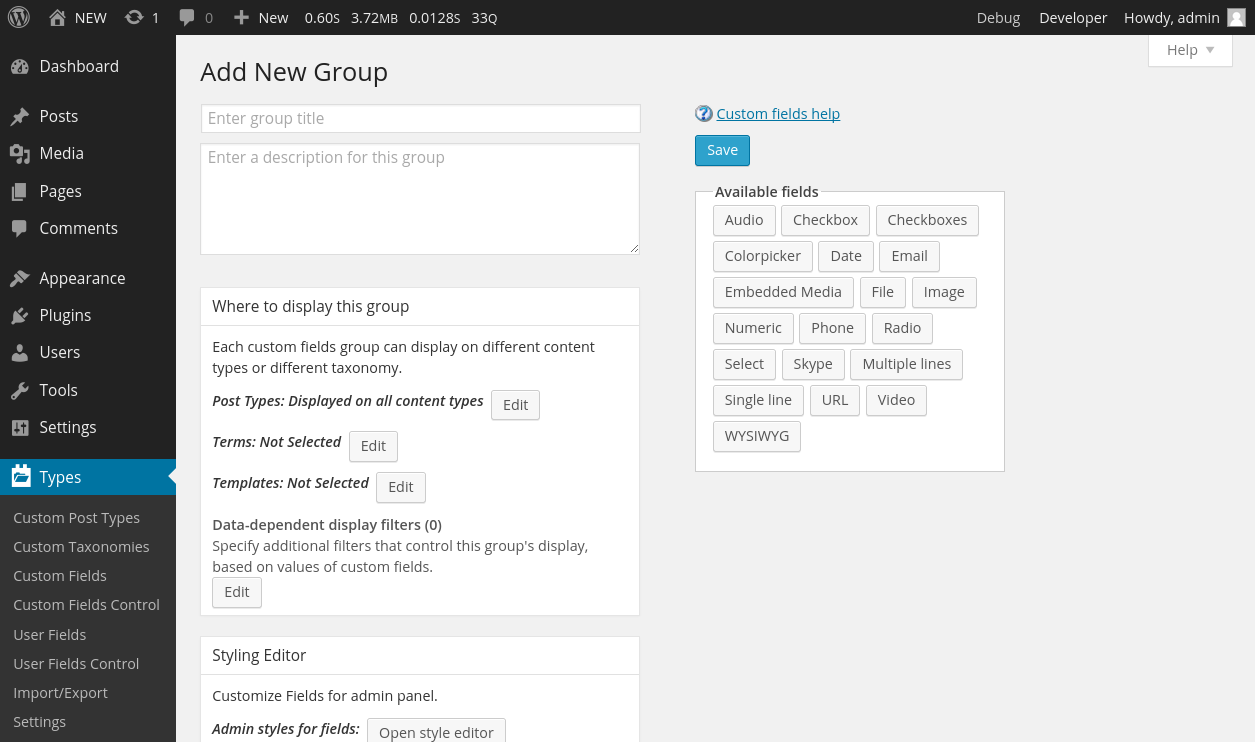 NEW 1 0 New 0.60S 3.72MB 0.0128S 33Q Debug Developer Howdy, admin
Help
Dashboard
Posts
Media
Pages
Comments
Appearance
Plugins
Users
Tools
Settings
Types
Custom Post Types
Custom Taxonomies
Custom Fields
Custom Fields Control
User Fields
User Fields Control
Import/Export
Settings
Add New Group
Enter group title
Enter a description for this group
Where to display this group
Each custom fields group can display on different content
types or different taxonomy.
Post Types: Displayed on all content types Edit
Terms: Not Selected Edit
Templates: Not Selected Edit
Data-dependent display filters (0)
Specify additional filters that control this group's display,
based on values of custom fields.
Edit
Styling Editor
Customize Fields for admin panel.
Admin styles for fields: Open style editor
Custom fields help
Save
Available fields
Audio Checkbox Checkboxes
Colorpicker Date Email
Embedded Media File Image
Numeric Phone Radio
Select Skype Multiple lines
Single line URL Video
WYSIWYG